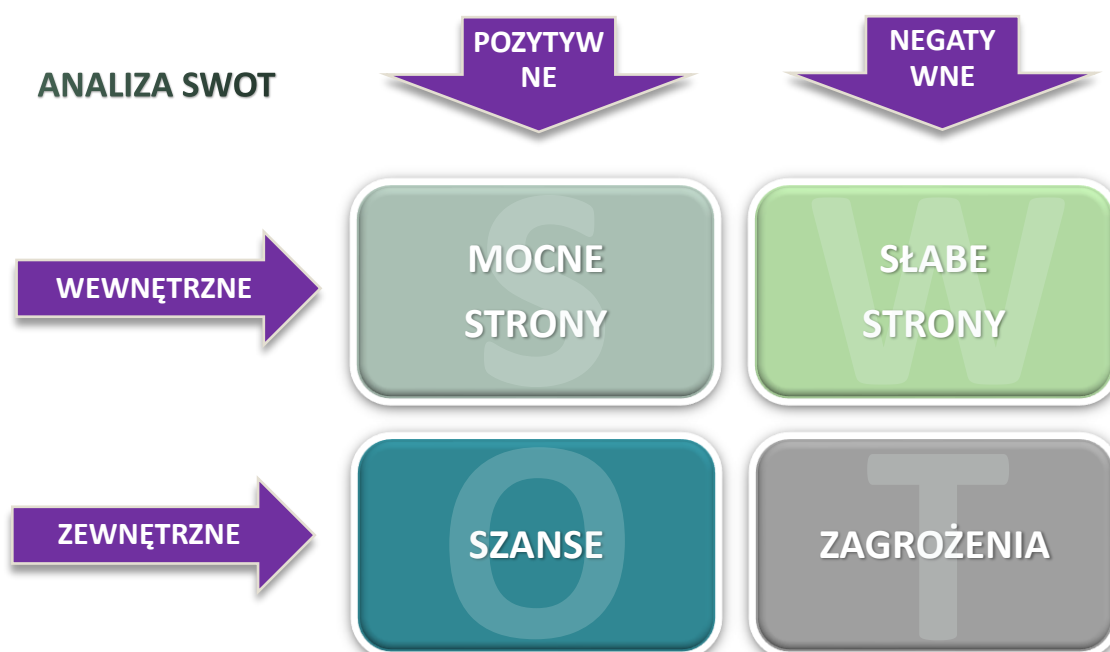 ANALIZA SWOT
POZYTYW
NE
NEGATY
WNE
WEWNĘTRZNE
S
MOCNE
STRONY
W
SŁABE
STRONY
ZEWNĘTRZNE
O
SZANSE
T
ZAGROŻENIA